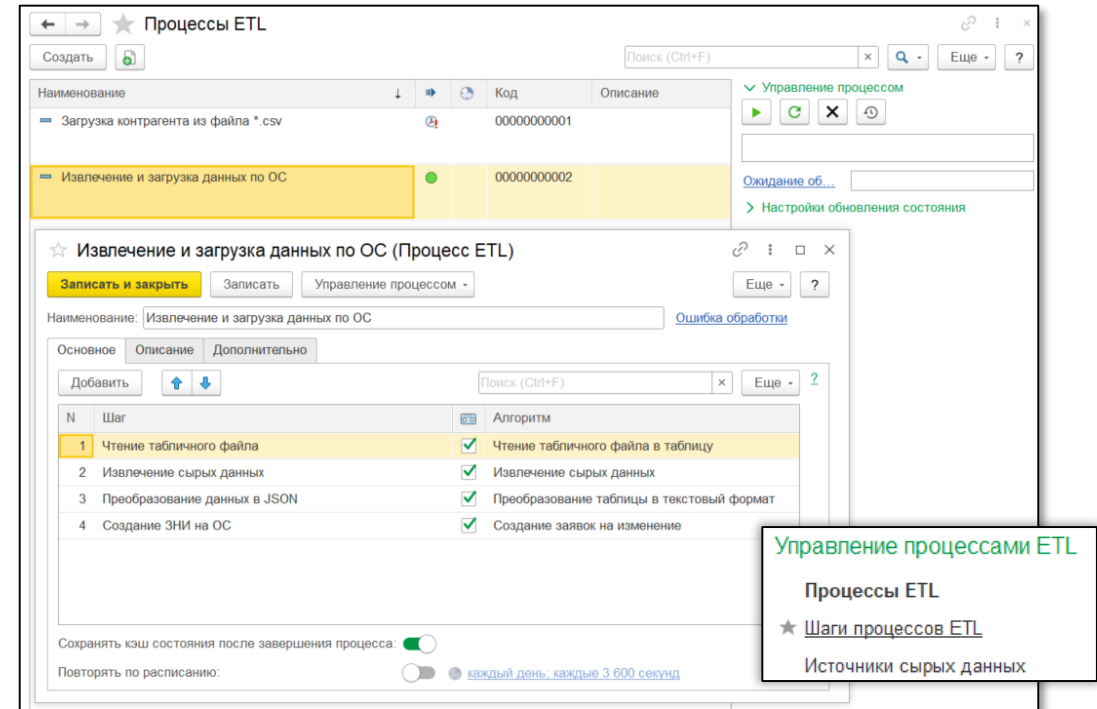 Процессы ETL
Создать Поиск (Ctrl+F) × Еще ?
Наименование ↓ Код Описание
Загрузка контрагента из файла *.csv 00000000001
Извлечение и загрузка данных по ОС 00000000002
Управление процессом
Ожидание об...
Настройки обновления состояния
Извлечение и загрузка данных по ОС (Процесс ETL)
Записать и закрыть Записать Управление процессом Еще ?
Наименование: Извлечение и загрузка данных по ОС Ошибка обработки
Основное Описание Дополнительно
Добавить Поиск (Ctrl+F) × Еще ?
N Шаг Алгоритм
1 Чтение табличного файла Чтение табличного файла в таблицу
2 Извлечение сырых данных Извлечение сырых данных
3 Преобразование данных в JSON Преобразование таблицы в текстовый формат
4 Создание ЗНИ на ОС Создание заявок на изменение
Сохранять кэш состояния после завершения процесса:
Повторять по расписанию: каждый день; каждые 3 600 секунд
Управление процессами ETL
Процессы ETL
Шаги процессов ETL
Источники сырых данных